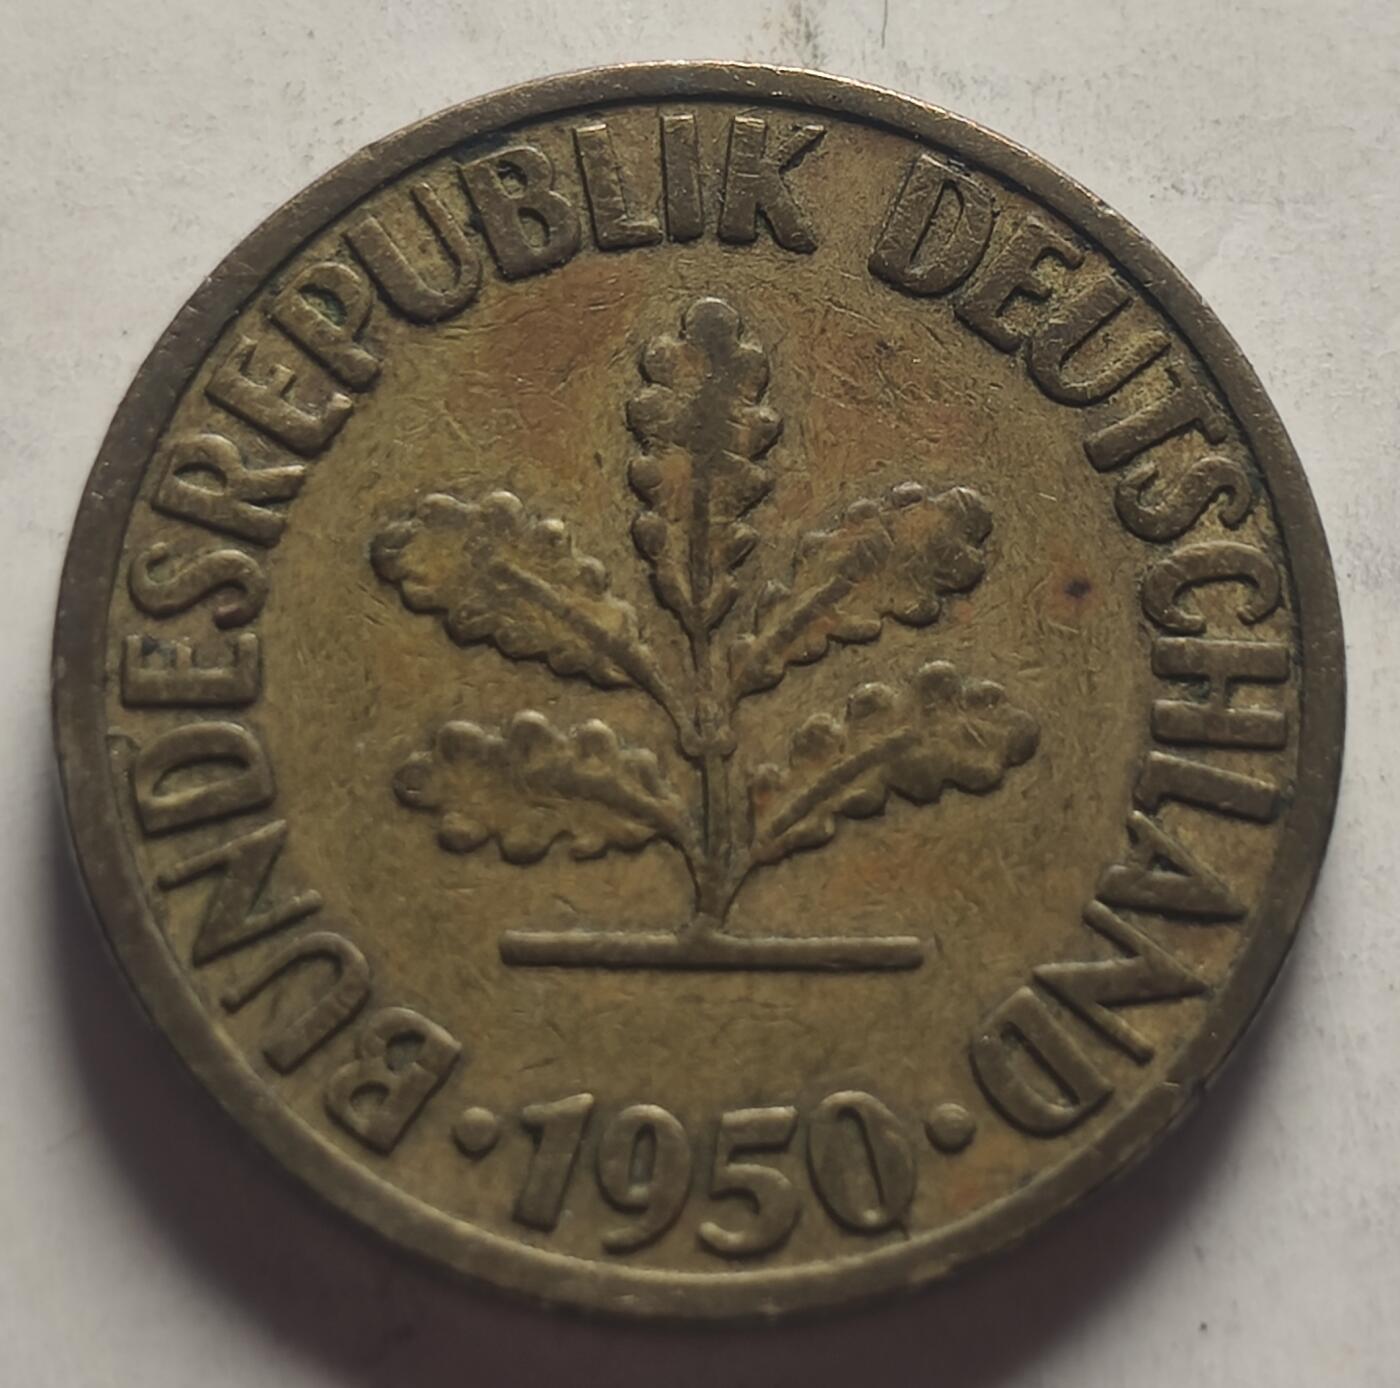 BUNDESREPUBLIK DEUTSCHLAND
· 1950 ·